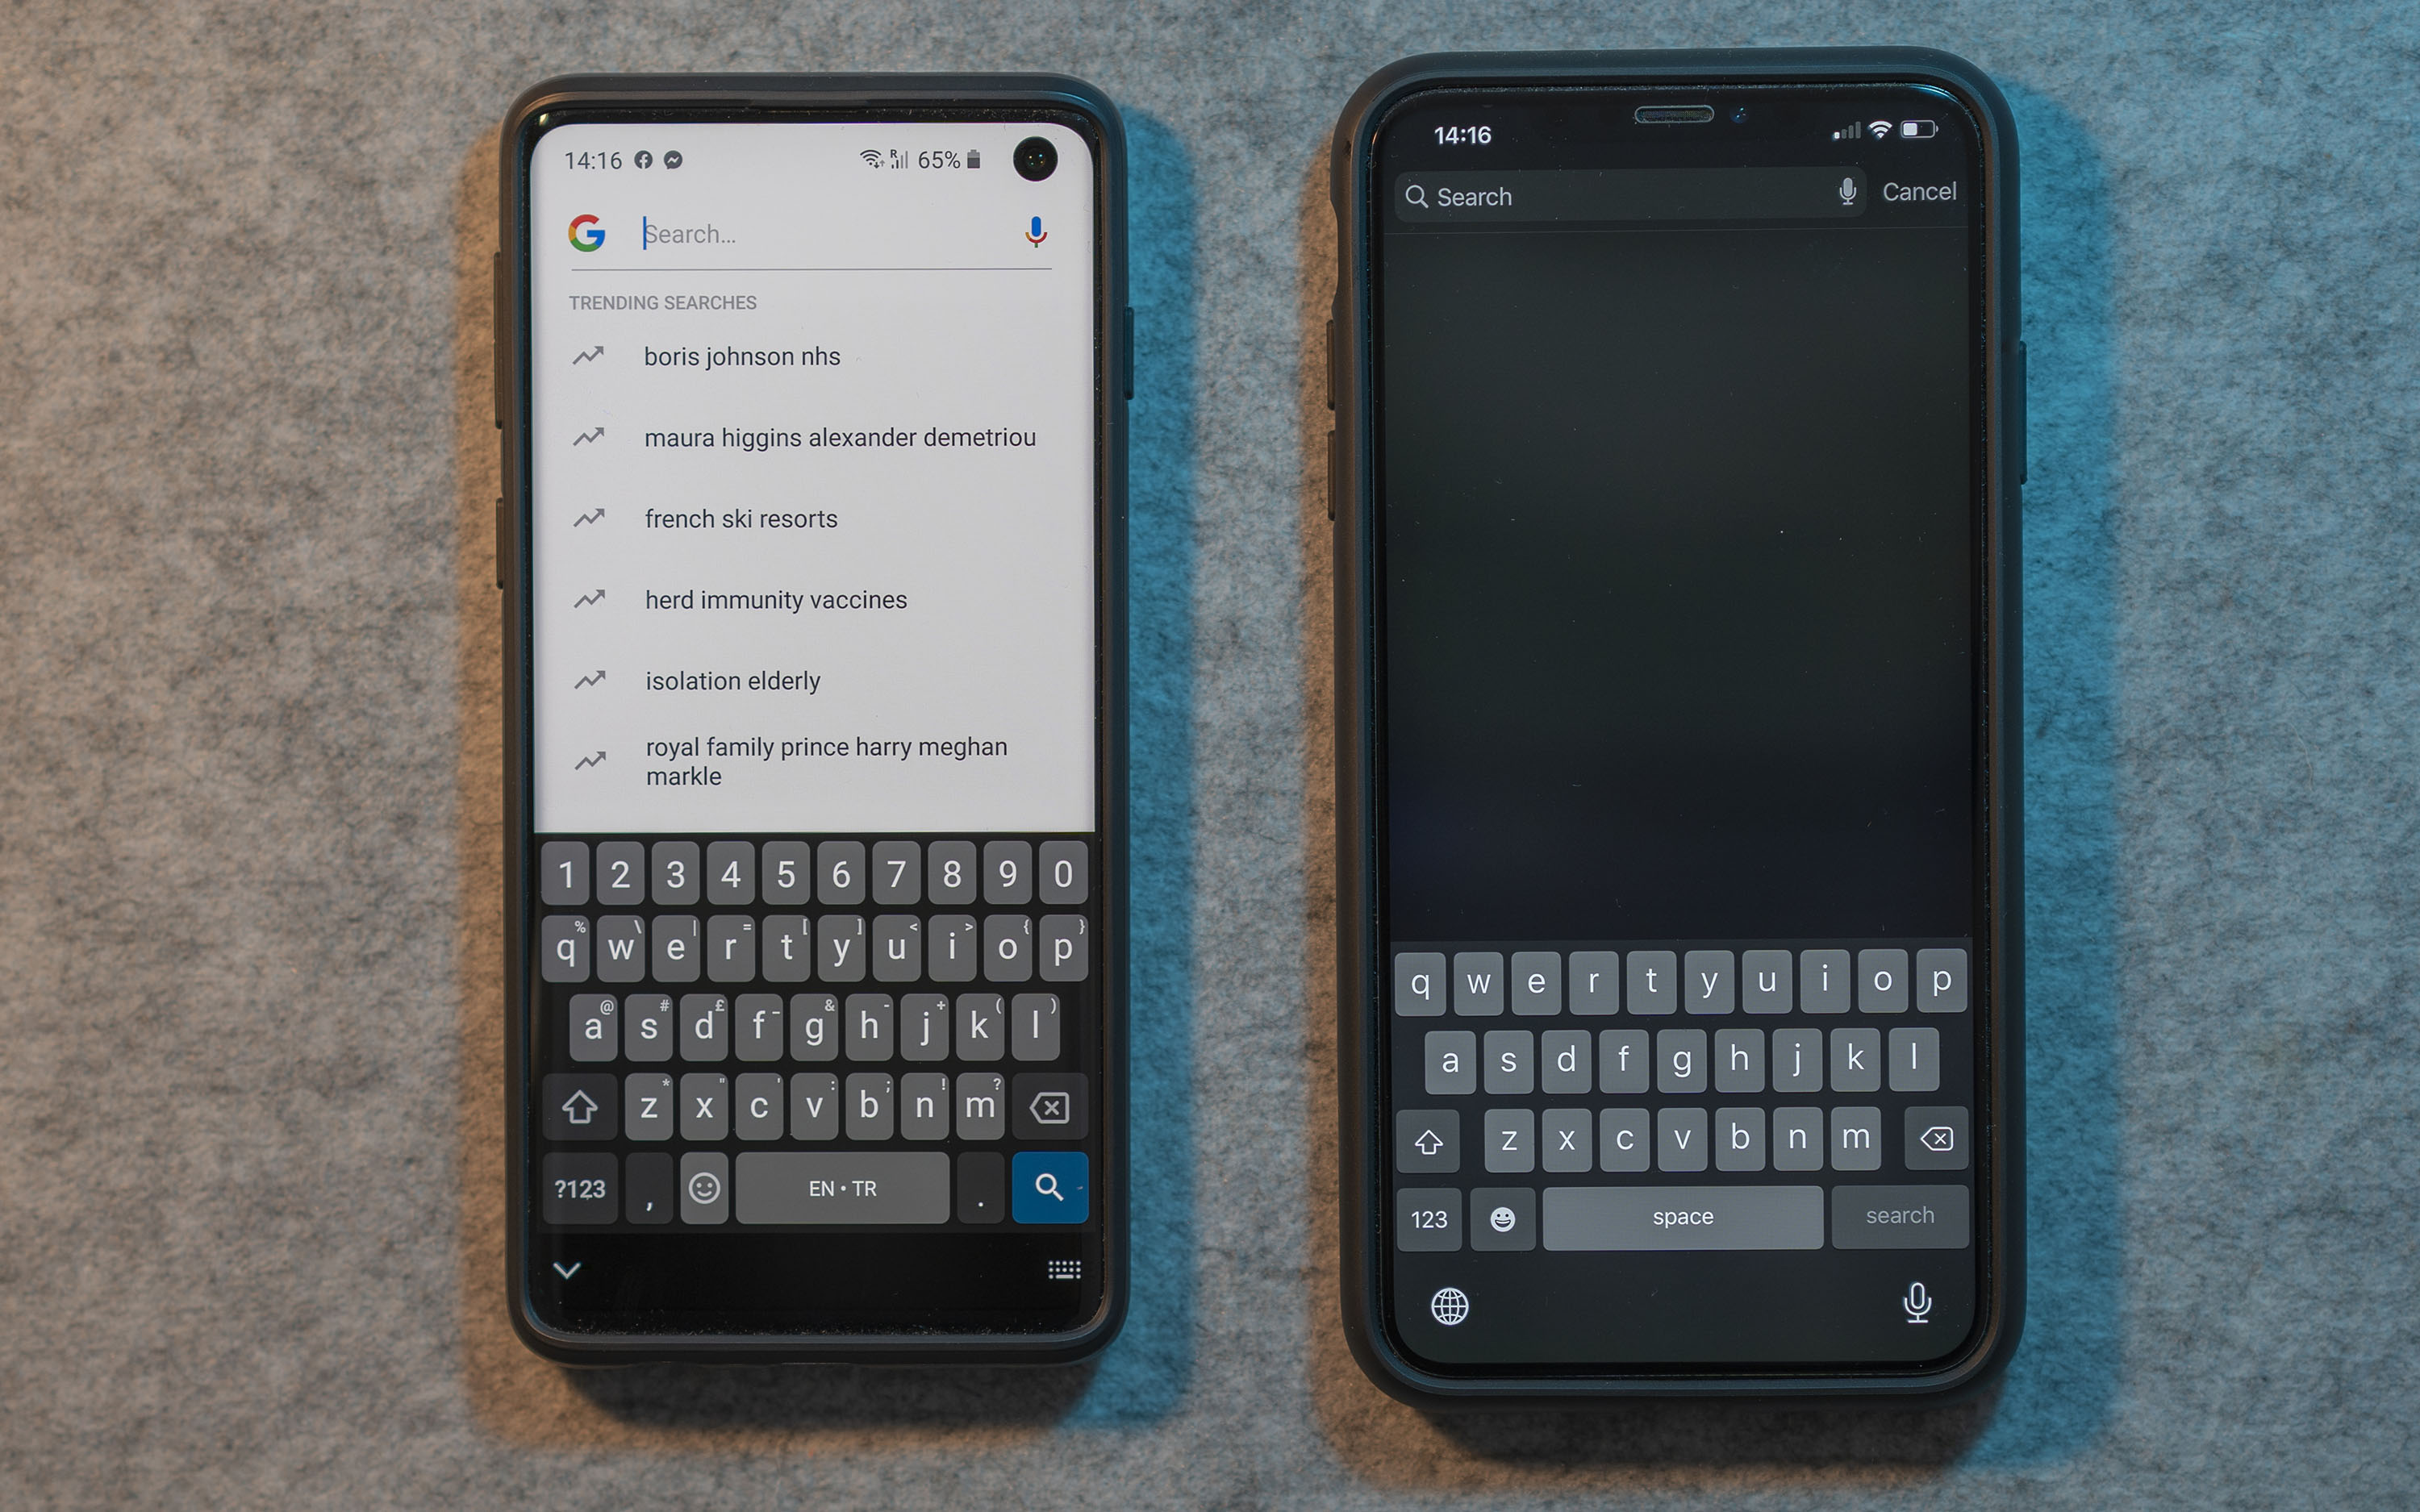 14:16 65%
G Search...
TRENDING SEARCHES
boris johnson nhs
maura higgins alexander demetriou
french ski resorts
herd immunity vaccines
isolation elderly
royal family prince harry meghan
markle
1 2 3 4 5 6 7 8 9 0
q % w \ e | r = t [ y ] u < i > o { p }
a @ s # d £ f - g & h - j + k ( l )
z * x " c ' v : b ; n ! m ?
?123 , EN • TR .
14:16
Search Cancel
q w e r t y u i o p
a s d f g h j k l
z x c v b n m
123 space search